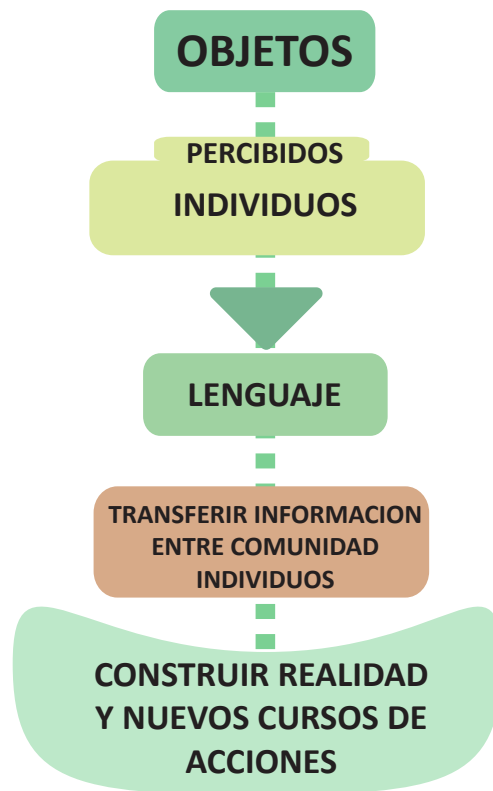 OBJETOS
PERCIBIDOS
INDIVIDUOS
LENGUAJE
TRANSFERIR INFORMACION
ENTRE COMUNIDAD
INDIVIDUOS
CONSTRUIR REALIDAD
Y NUEVOS CURSOS DE
ACCIONES